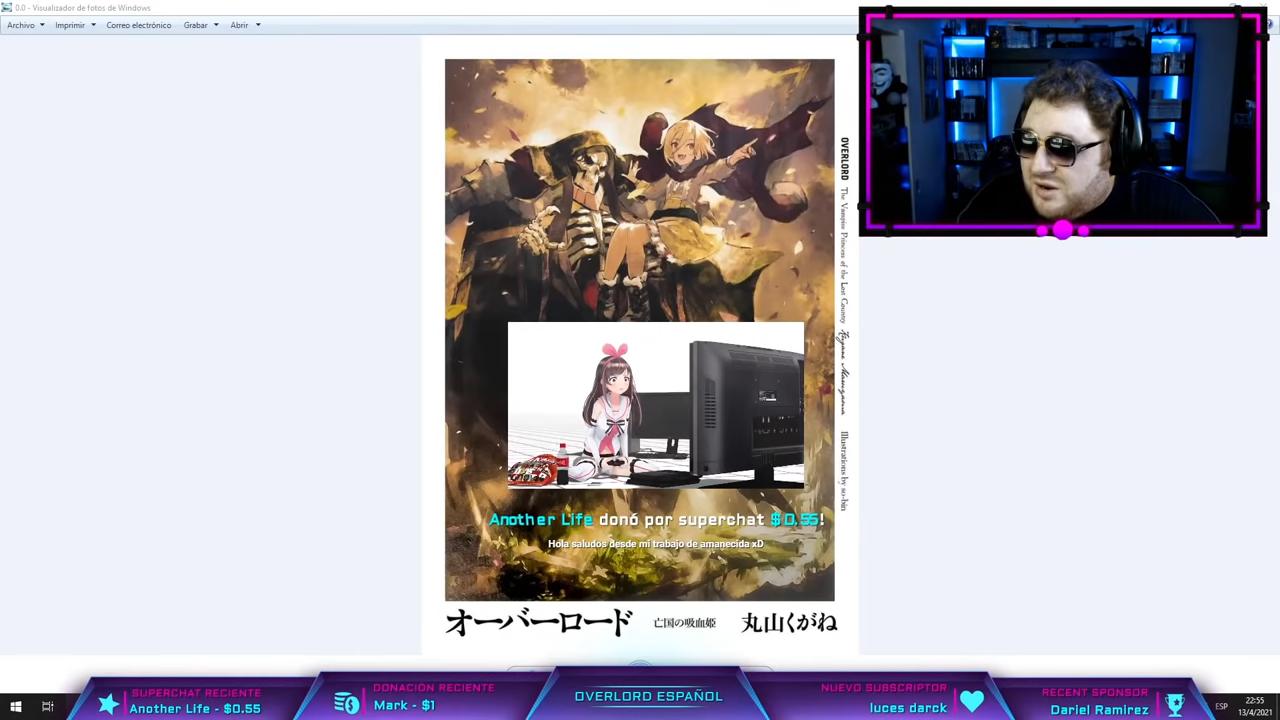 0.0 - Visualizador de fotos de Windows
Archivo Imprimir Correo electrónico Grabar Abrir
OVERLORD The Vampire Princess of the Lost Country Kugane Maruyama Illustrations by so-bin
Another Life donó por superchat $0.55!
Hola saludos desde mi trabajo de amanecida xD
オーバーロード 亡国の吸血姫 丸山くがね
SUPERCHAT RECIENTE
Another Life - $0.55
DONACIÓN RECIENTE
Mark - $1
OVERLORD ESPAÑOL
NUEVO SUBSCRIPTOR
luces darck
RECENT SPONSOR
Dariel Ramirez
ESP
22:55
13/4/2021